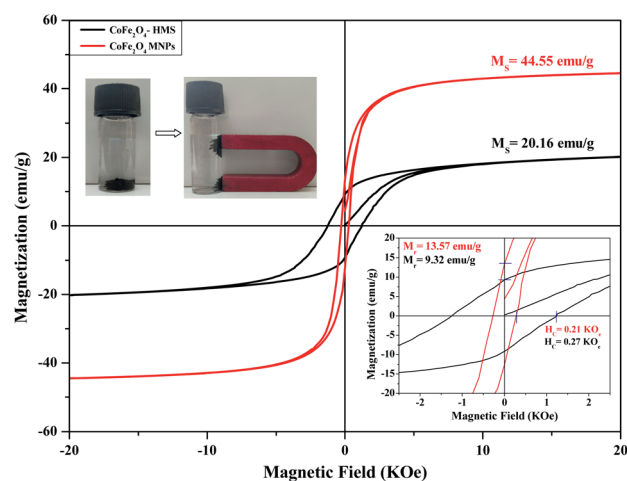 CoFe₂O₄- HMS
CoFe₂O₄ MNPs
Mₛ= 44.55 emu/g
Mₛ= 20.16 emu/g
Magnetization (emu/g)
60
40
20
0
-20
-40
-60
-20
-10
0
10
20
Magnetic Field (KOe)
Mᵣ= 13.57 emu/g
Mᵣ= 9.32 emu/g
H_C= 0.21 KOₑ
H_C= 0.27 KOₑ
Magnetization (emu/g)
20
15
10
5
0
-5
-10
-15
-20
-2
-1
0
1
2
Magnetic Field (KOe)